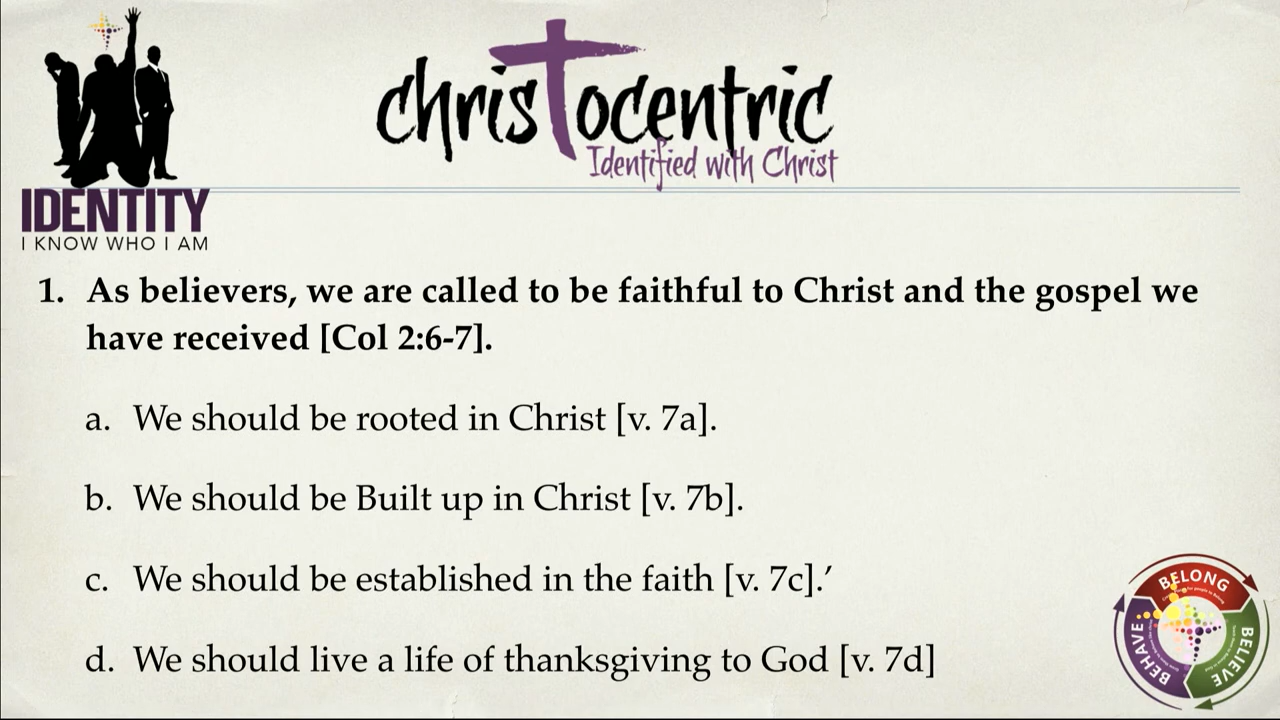 chrisTocentric
Identified with Christ
IDENTITY
I KNOW WHO I AM
1. As believers, we are called to be faithful to Christ and the gospel we
have received [Col 2:6-7].
a. We should be rooted in Christ [v. 7a].
b. We should be Built up in Christ [v. 7b].
c. We should be established in the faith [v. 7c].’
d. We should live a life of thanksgiving to God [v. 7d]
BELONG
BELIEVE
BEHAVE